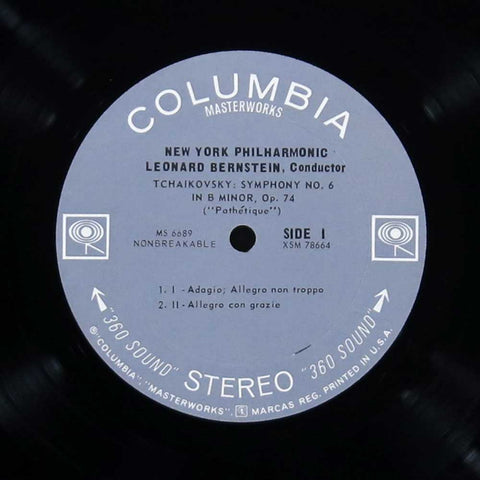 COLUMBIA
MASTERWORKS
NEW YORK PHILHARMONIC
LEONARD BERNSTEIN, Conductor
TCHAIKOVSKY: SYMPHONY NO. 6
IN B MINOR, Op. 74
("Pathétique")
MS 6689
NONBREAKABLE
SIDE I
XSM 78664
1. I -Adagio; Allegro non troppo
2. II-Allegro con grazie
"360 SOUND" STEREO "360 SOUND"
℗"COLUMBIA", "MASTERWORKS", MARCAS REG. PRINTED IN U.S.A.